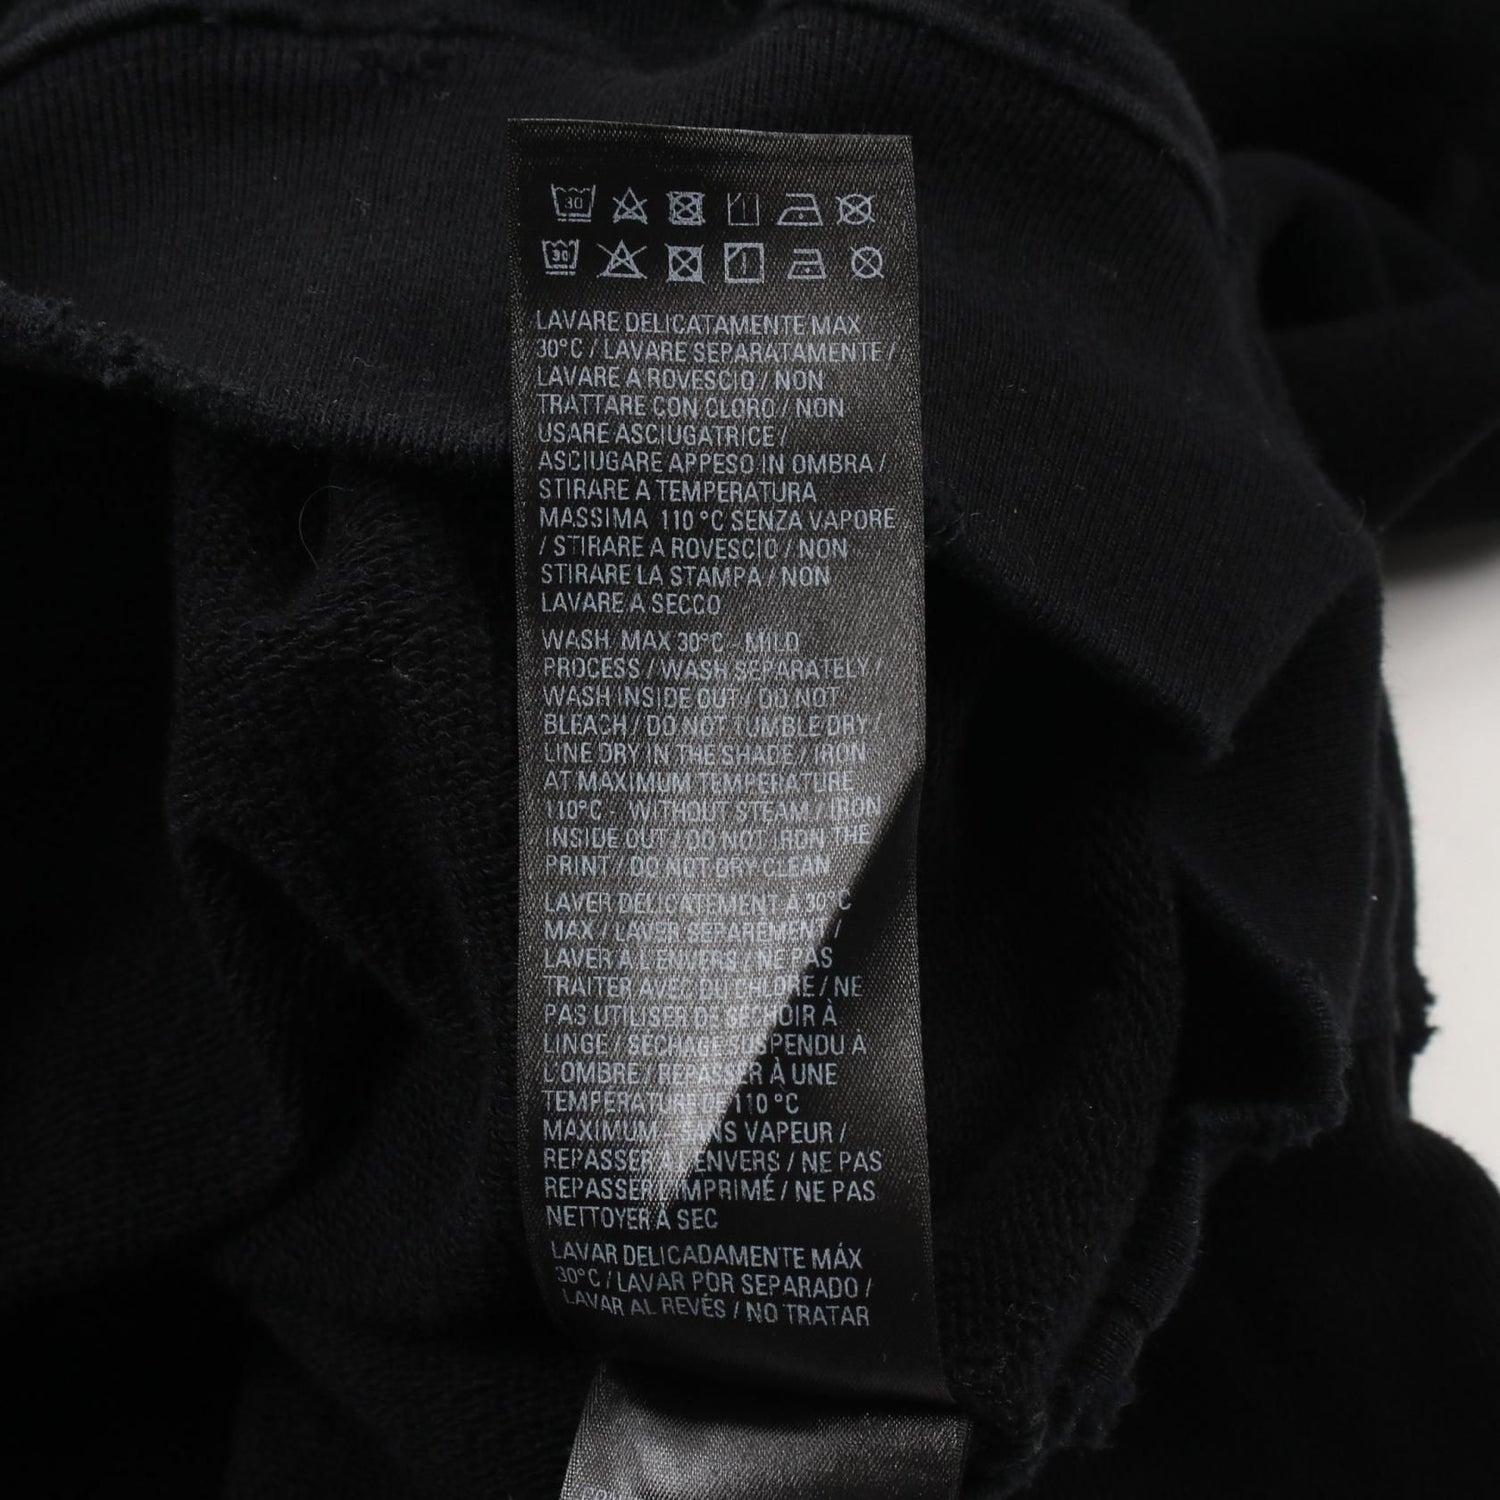 30
30
LAVARE DELICATAMENTE MAX
30°C / LAVARE SEPARATAMENTE /
LAVARE A ROVESCIO / NON
TRATTARE CON CLORO / NON
USARE ASCIUGATRICE /
ASCIUGARE APPESO IN OMBRA /
STIRARE A TEMPERATURA
MASSIMA 110 °C SENZA VAPORE
/ STIRARE A ROVESCIO / NON
STIRARE LA STAMPA / NON
LAVARE A SECCO
WASH MAX 30°C - MILD
PROCESS / WASH SEPARATELY /
WASH INSIDE OUT / DO NOT
BLEACH / DO NOT TUMBLE DRY /
LINE DRY IN THE SHADE / IRON
AT MAXIMUM TEMPERATURE
110°C - WITHOUT STEAM / IRON
INSIDE OUT / DO NOT IRON THE
PRINT / DO NOT DRY CLEAN
LAVER DELICATEMENT A 30°C
MAX / LAVER SEPAREMENT /
LAVER A L'ENVERS / NE PAS
TRAITER AVEC DU CHLORE / NE
PAS UTILISER DE SECHOIR À
LINGE / SECHAGE SUSPENDU À
L'OMBRE / REPASSER À UNE
TEMPERATURE DE 110 °C
MAXIMUM - SANS VAPEUR /
REPASSER A L'ENVERS / NE PAS
REPASSER L'IMPRIMÉ / NE PAS
NETTOYER À SEC
LAVAR DELICADAMENTE MÁX
30°C / LAVAR POR SEPARADO /
LAVAR AL REVÉS / NO TRATAR